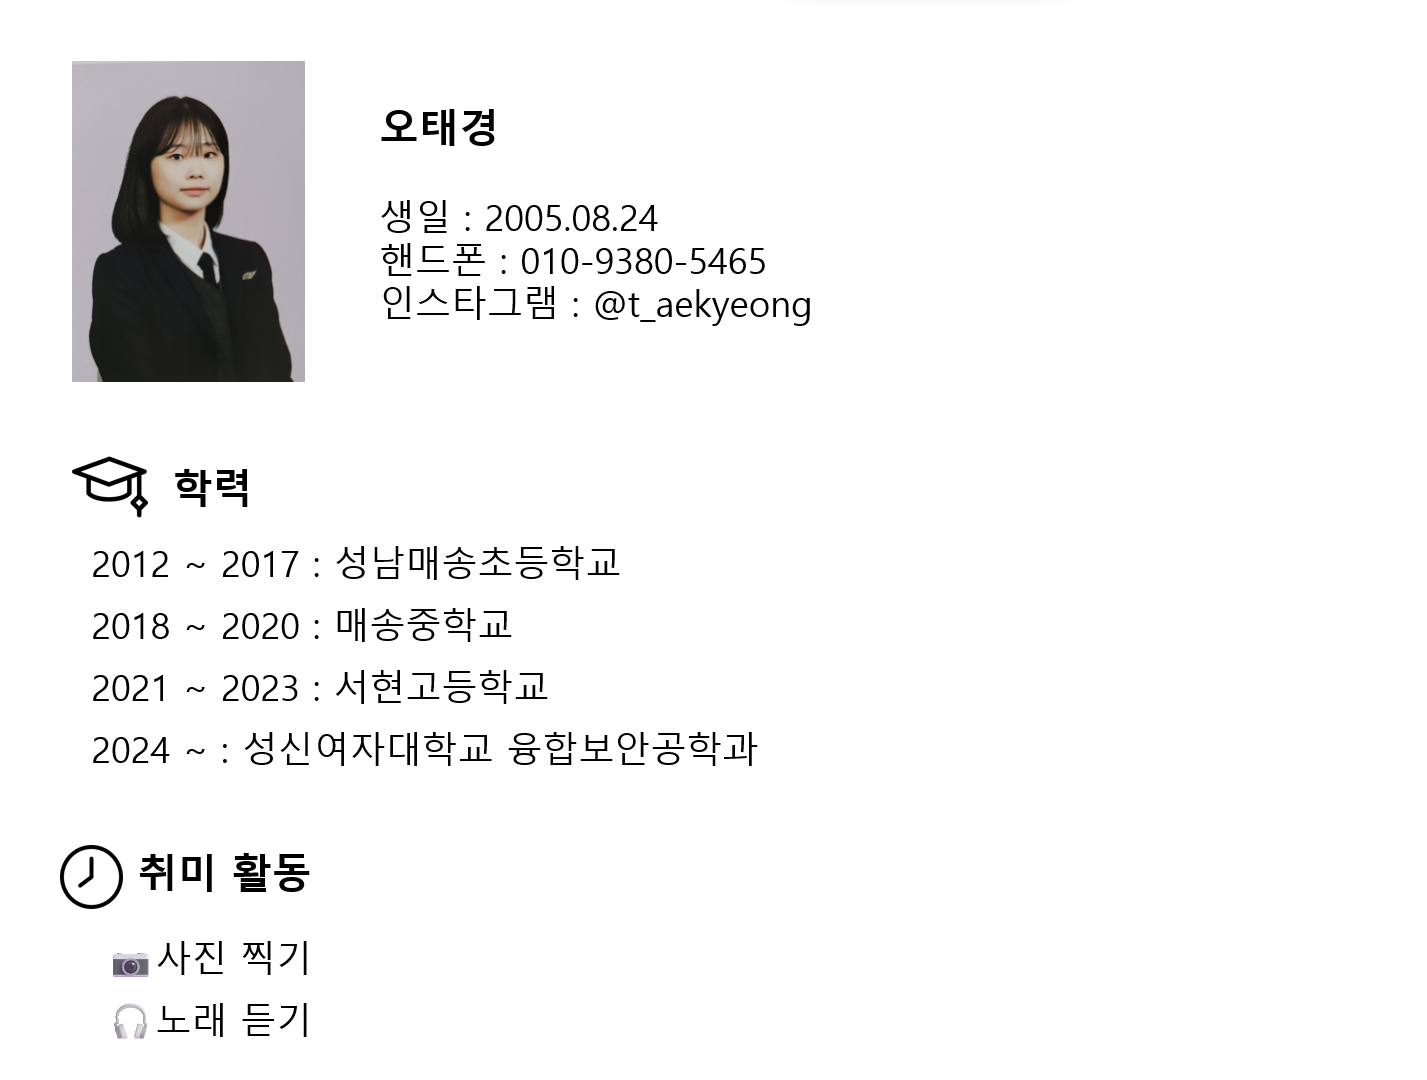 오태경
생일 : 2005.08.24
핸드폰 : 010-9380-5465
인스타그램 : @t_aekyeong
학력
2012 ~ 2017 : 성남매송초등학교
2018 ~ 2020 : 매송중학교
2021 ~ 2023 : 서현고등학교
2024 ~ : 성신여자대학교 융합보안공학과
취미 활동
사진 찍기
노래 듣기